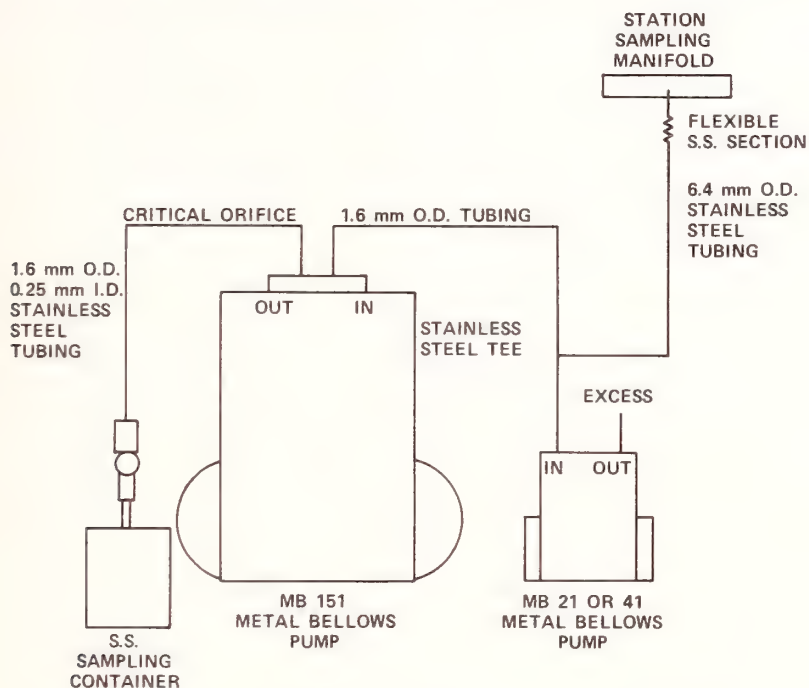 STATION
SAMPLING
MANIFOLD
FLEXIBLE
S.S. SECTION
6.4 mm O.D.
STAINLESS
STEEL
TUBING
CRITICAL ORIFICE
1.6 mm O.D. TUBING
1.6 mm O.D.
0.25 mm I.D.
STAINLESS
STEEL
TUBING
OUT
IN
STAINLESS
STEEL TEE
EXCESS
IN
OUT
MB 151
METAL BELLOWS
PUMP
MB 21 OR 41
METAL BELLOWS
PUMP
S.S.
SAMPLING
CONTAINER